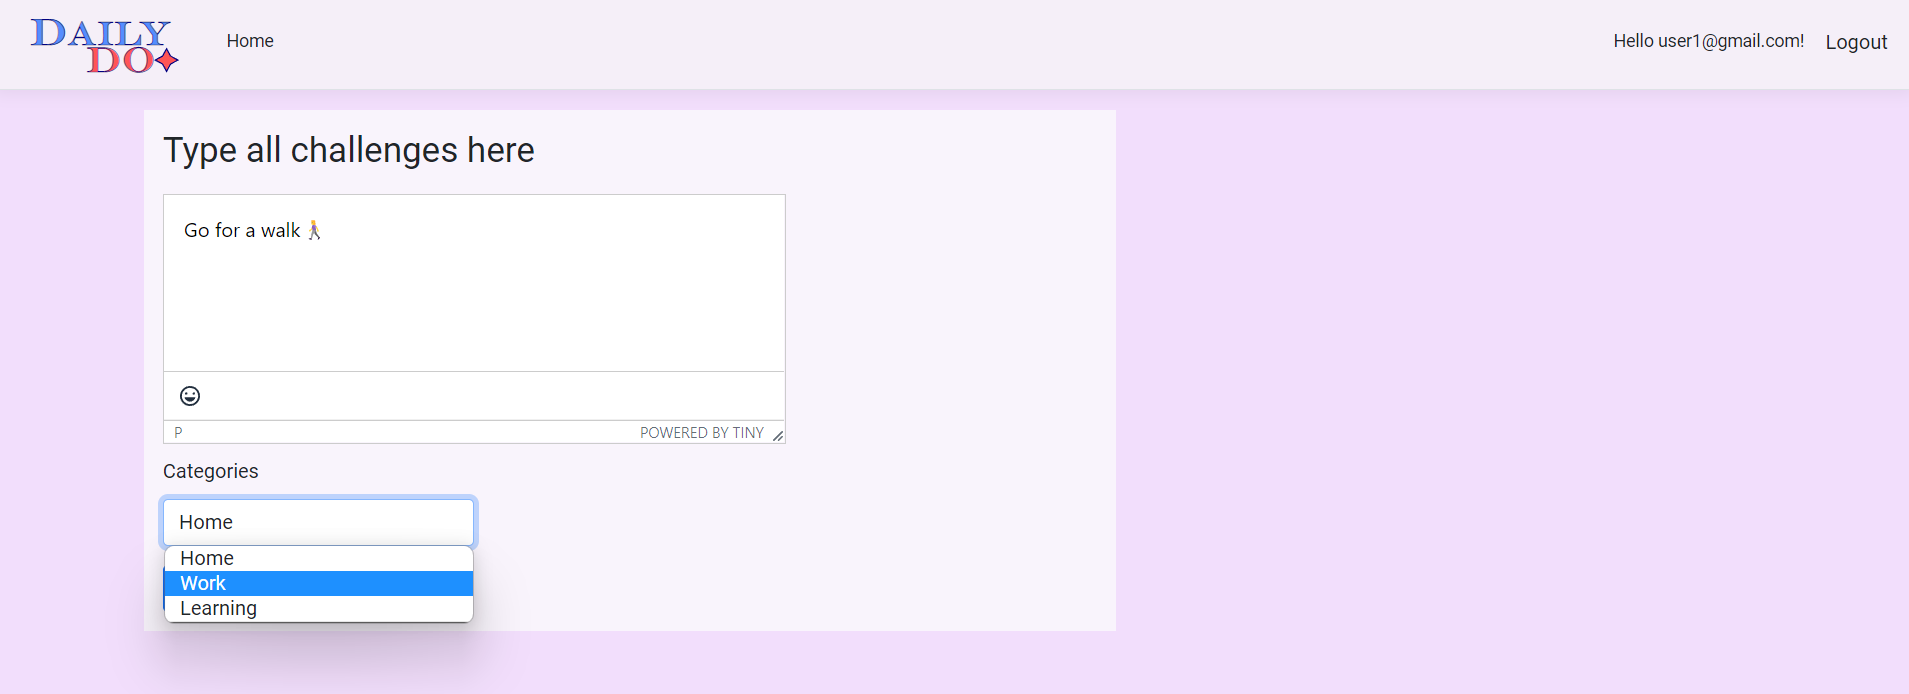 DAILY
DO
Home
Hello user1@gmail.com!
Logout
Type all challenges here
Go for a walk 🚶‍♀️
P
POWERED BY TINY
Categories
Home
Home
Work
Learning